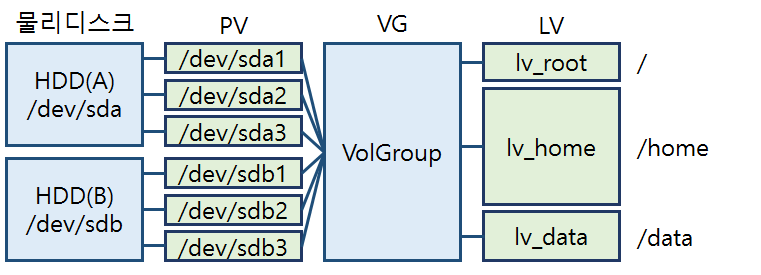 물리디스크 PV VG LV
HDD(A)
/dev/sda
/dev/sda1
/dev/sda2
/dev/sda3
HDD(B)
/dev/sdb
/dev/sdb1
/dev/sdb2
/dev/sdb3
VolGroup
lv_root /
lv_home /home
lv_data /data